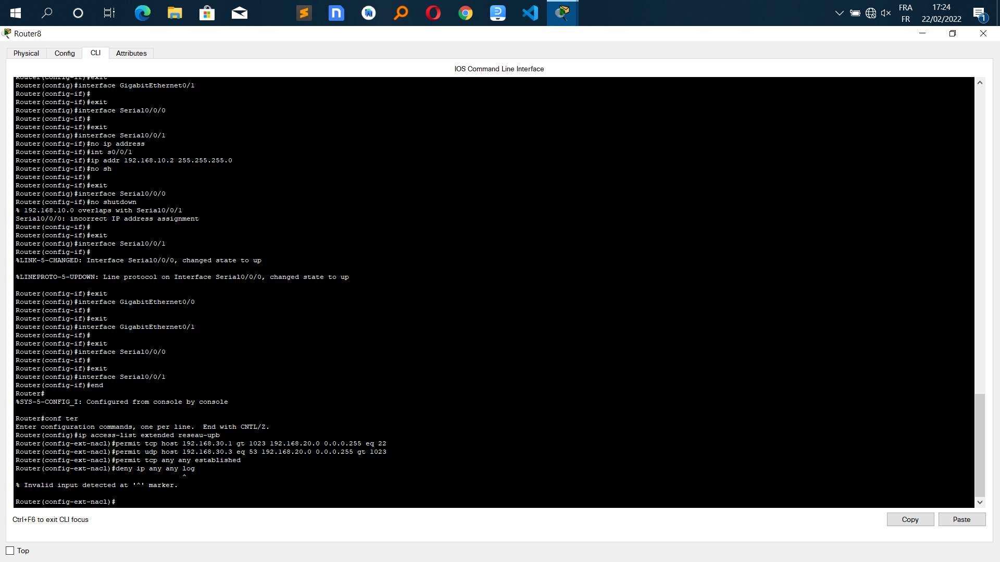 FRA
FR
17:24
22/02/2022
1
Router8
Physical
Config
CLI
Attributes
IOS Command Line Interface
Router(config-if)#exit
Router(config)#interface GigabitEthernet0/1
Router(config-if)#
Router(config-if)#exit
Router(config)#interface Serial0/0/0
Router(config-if)#
Router(config-if)#exit
Router(config)#interface Serial0/0/1
Router(config-if)#no ip address
Router(config-if)#int s0/0/1
Router(config-if)#ip addr 192.168.10.2 255.255.255.0
Router(config-if)#no sh
Router(config-if)#
Router(config-if)#exit
Router(config)#interface Serial0/0/0
Router(config-if)#no shutdown
% 192.168.10.0 overlaps with Serial0/0/1
Serial0/0/0: incorrect IP address assignment
Router(config-if)#
Router(config-if)#exit
Router(config)#interface Serial0/0/1
Router(config-if)#
%LINK-5-CHANGED: Interface Serial0/0/0, changed state to up
%LINEPROTO-5-UPDOWN: Line protocol on Interface Serial0/0/0, changed state to up
Router(config-if)#exit
Router(config)#interface GigabitEthernet0/0
Router(config-if)#
Router(config-if)#exit
Router(config)#interface GigabitEthernet0/1
Router(config-if)#
Router(config-if)#exit
Router(config)#interface Serial0/0/0
Router(config-if)#
Router(config-if)#exit
Router(config)#interface Serial0/0/1
Router(config-if)#end
Router#
%SYS-5-CONFIG_I: Configured from console by console
Router#conf ter
Enter configuration commands, one per line.  End with CNTL/Z.
Router(config)#ip access-list extended reseau-upb
Router(config-ext-nacl)#permit tcp host 192.168.30.1 gt 1023 192.168.20.0 0.0.0.255 eq 22
Router(config-ext-nacl)#permit udp host 192.168.30.3 eq 53 192.168.20.0 0.0.0.255 gt 1023
Router(config-ext-nacl)#permit tcp any any established
Router(config-ext-nacl)#deny ip any any log
^
% Invalid input detected at '^' marker.
Router(config-ext-nacl)#
Ctrl+F6 to exit CLI focus
Copy
Paste
Top